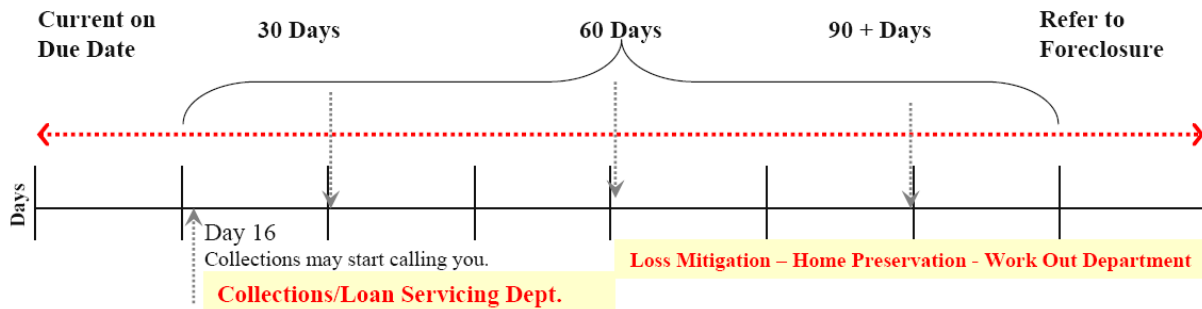 Current on
Due Date
30 Days
60 Days
90 + Days
Refer to
Foreclosure
Days
Day 16
Collections may start calling you.
Collections/Loan Servicing Dept.
Loss Mitigation – Home Preservation - Work Out Department